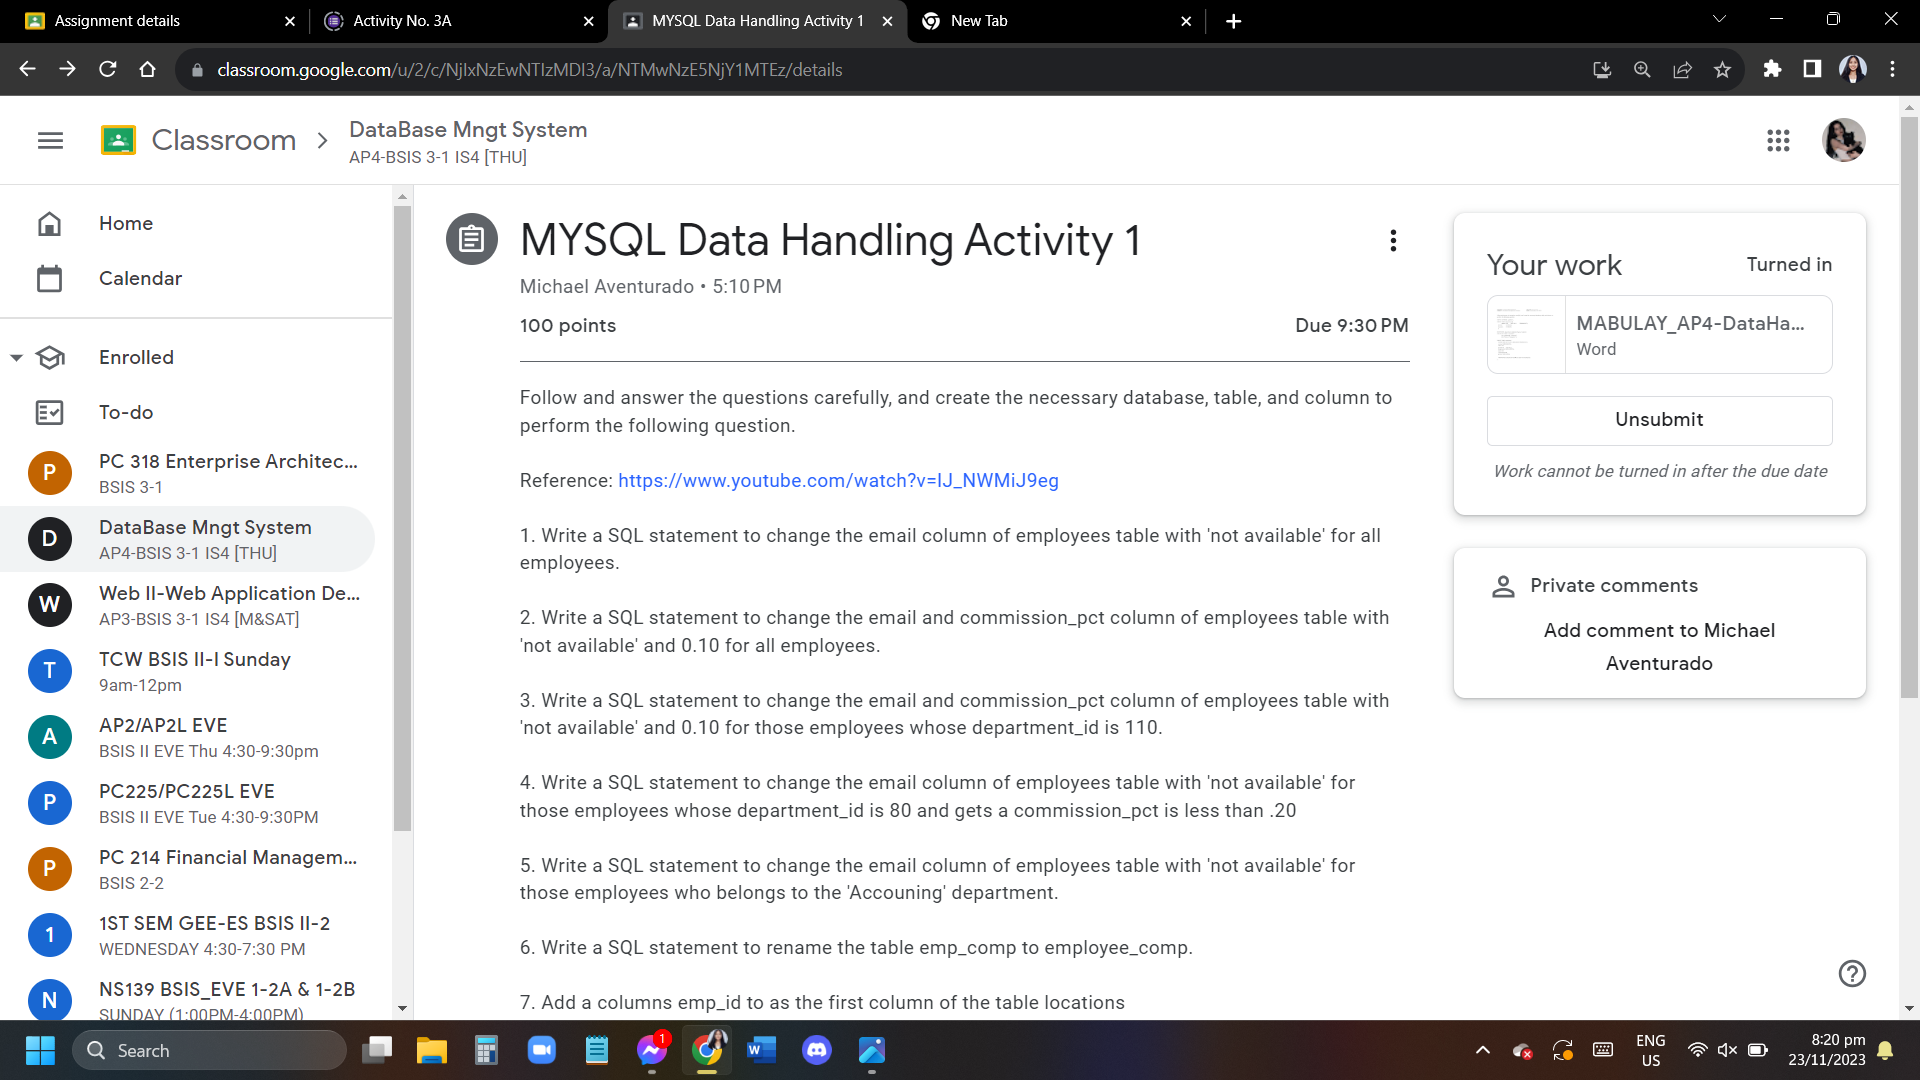 Assignment details
Activity No. 3A
MYSQL Data Handling Activity 1
New Tab
classroom.google.com/u/2/c/NjIxNzEwNTIzMDI3/a/NTMwNzE5NjY1MTEz/details
Classroom
DataBase Mngt System
AP4-BSIS 3-1 IS4 [THU]
Home
Calendar
Enrolled
To-do
P
PC 318 Enterprise Architec...
BSIS 3-1
D
DataBase Mngt System
AP4-BSIS 3-1 IS4 [THU]
W
Web II-Web Application De...
AP3-BSIS 3-1 IS4 [M&SAT]
T
TCW BSIS II-I Sunday
9am-12pm
A
AP2/AP2L EVE
BSIS II EVE Thu 4:30-9:30pm
P
PC225/PC225L EVE
BSIS II EVE Tue 4:30-9:30PM
P
PC 214 Financial Managem...
BSIS 2-2
1
1ST SEM GEE-ES BSIS II-2
WEDNESDAY 4:30-7:30 PM
N
NS139 BSIS_EVE 1-2A & 1-2B
SUNDAY (1:00PM-4:00PM)
MYSQL Data Handling Activity 1
Michael Aventurado • 5:10 PM
100 points
Due 9:30 PM
Follow and answer the questions carefully, and create the necessary database, table, and column to
perform the following question.
Reference: https://www.youtube.com/watch?v=IJ_NWMiJ9eg
1. Write a SQL statement to change the email column of employees table with 'not available' for all
employees.
2. Write a SQL statement to change the email and commission_pct column of employees table with
'not available' and 0.10 for all employees.
3. Write a SQL statement to change the email and commission_pct column of employees table with
'not available' and 0.10 for those employees whose department_id is 110.
4. Write a SQL statement to change the email column of employees table with 'not available' for
those employees whose department_id is 80 and gets a commission_pct is less than .20
5. Write a SQL statement to change the email column of employees table with 'not available' for
those employees who belongs to the 'Accouning' department.
6. Write a SQL statement to rename the table emp_comp to employee_comp.
7. Add a columns emp_id to as the first column of the table locations
Your work
Turned in
MABULAY_AP4-DataHa...
Word
Unsubmit
Work cannot be turned in after the due date
Private comments
Add comment to Michael
Aventurado
Search
1
ENG
US
8:20 pm
23/11/2023